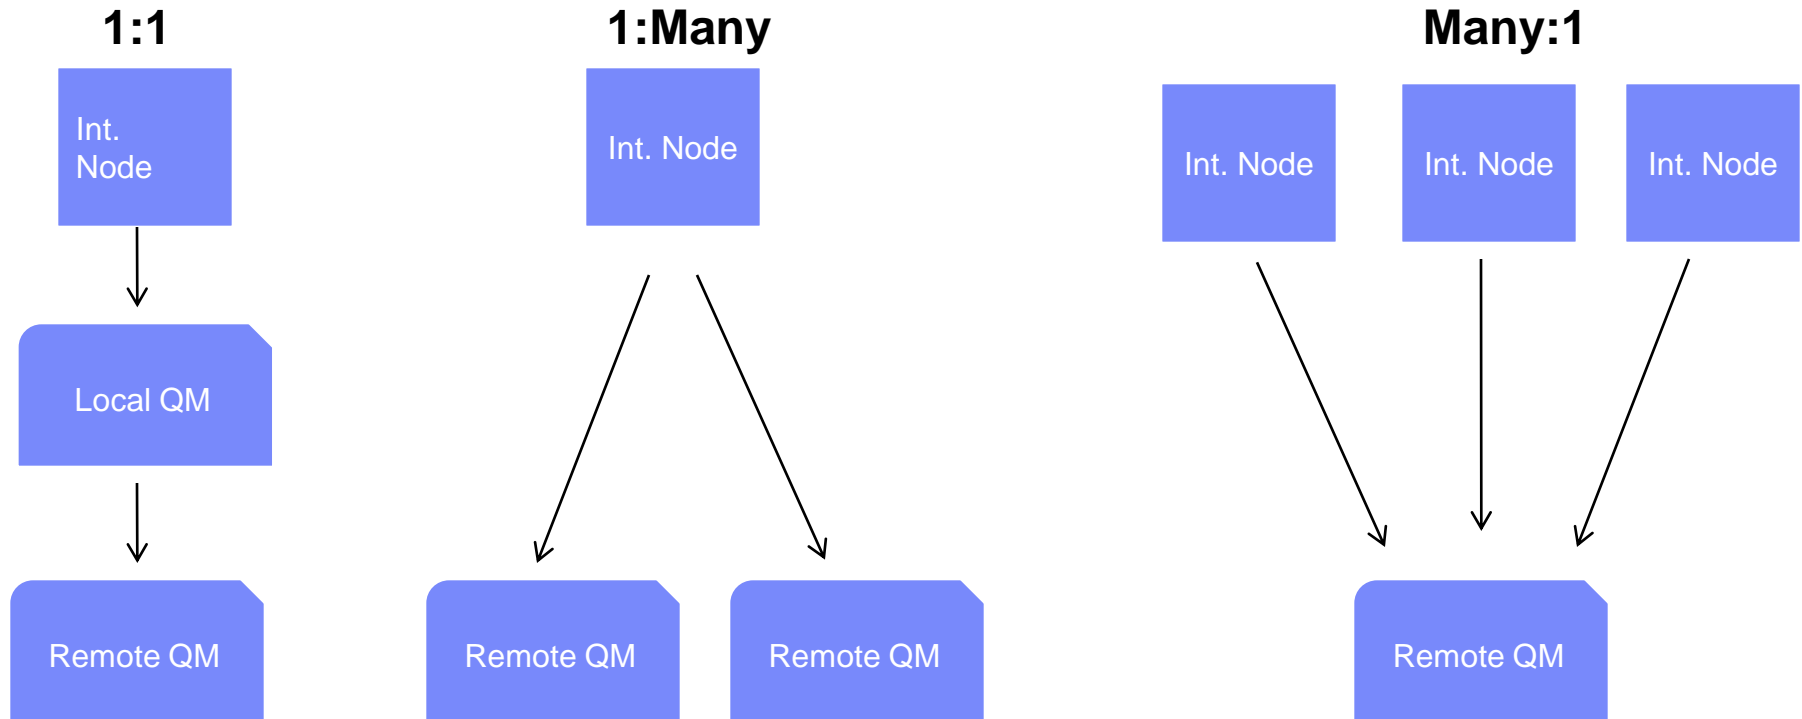 1:1
1:Many
Many:1
Int.
Node
Int. Node
Int. Node
Int. Node
Int. Node
Local QM
Remote QM
Remote QM
Remote QM
Remote QM